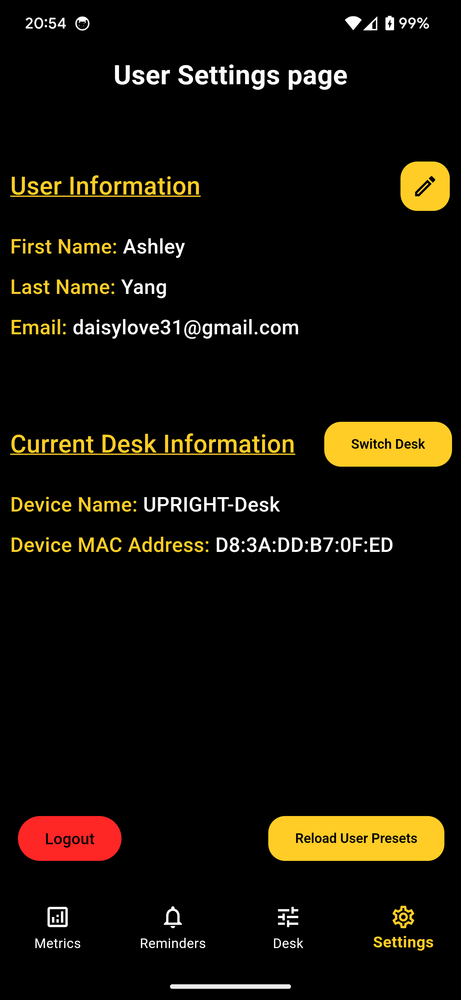 20:54 99%
User Settings page
User Information
First Name: Ashley
Last Name: Yang
Email: daisylove31@gmail.com
Current Desk Information Switch Desk
Device Name: UPRIGHT-Desk
Device MAC Address: D8:3A:DD:B7:0F:ED
Logout Reload User Presets
Metrics Reminders Desk Settings